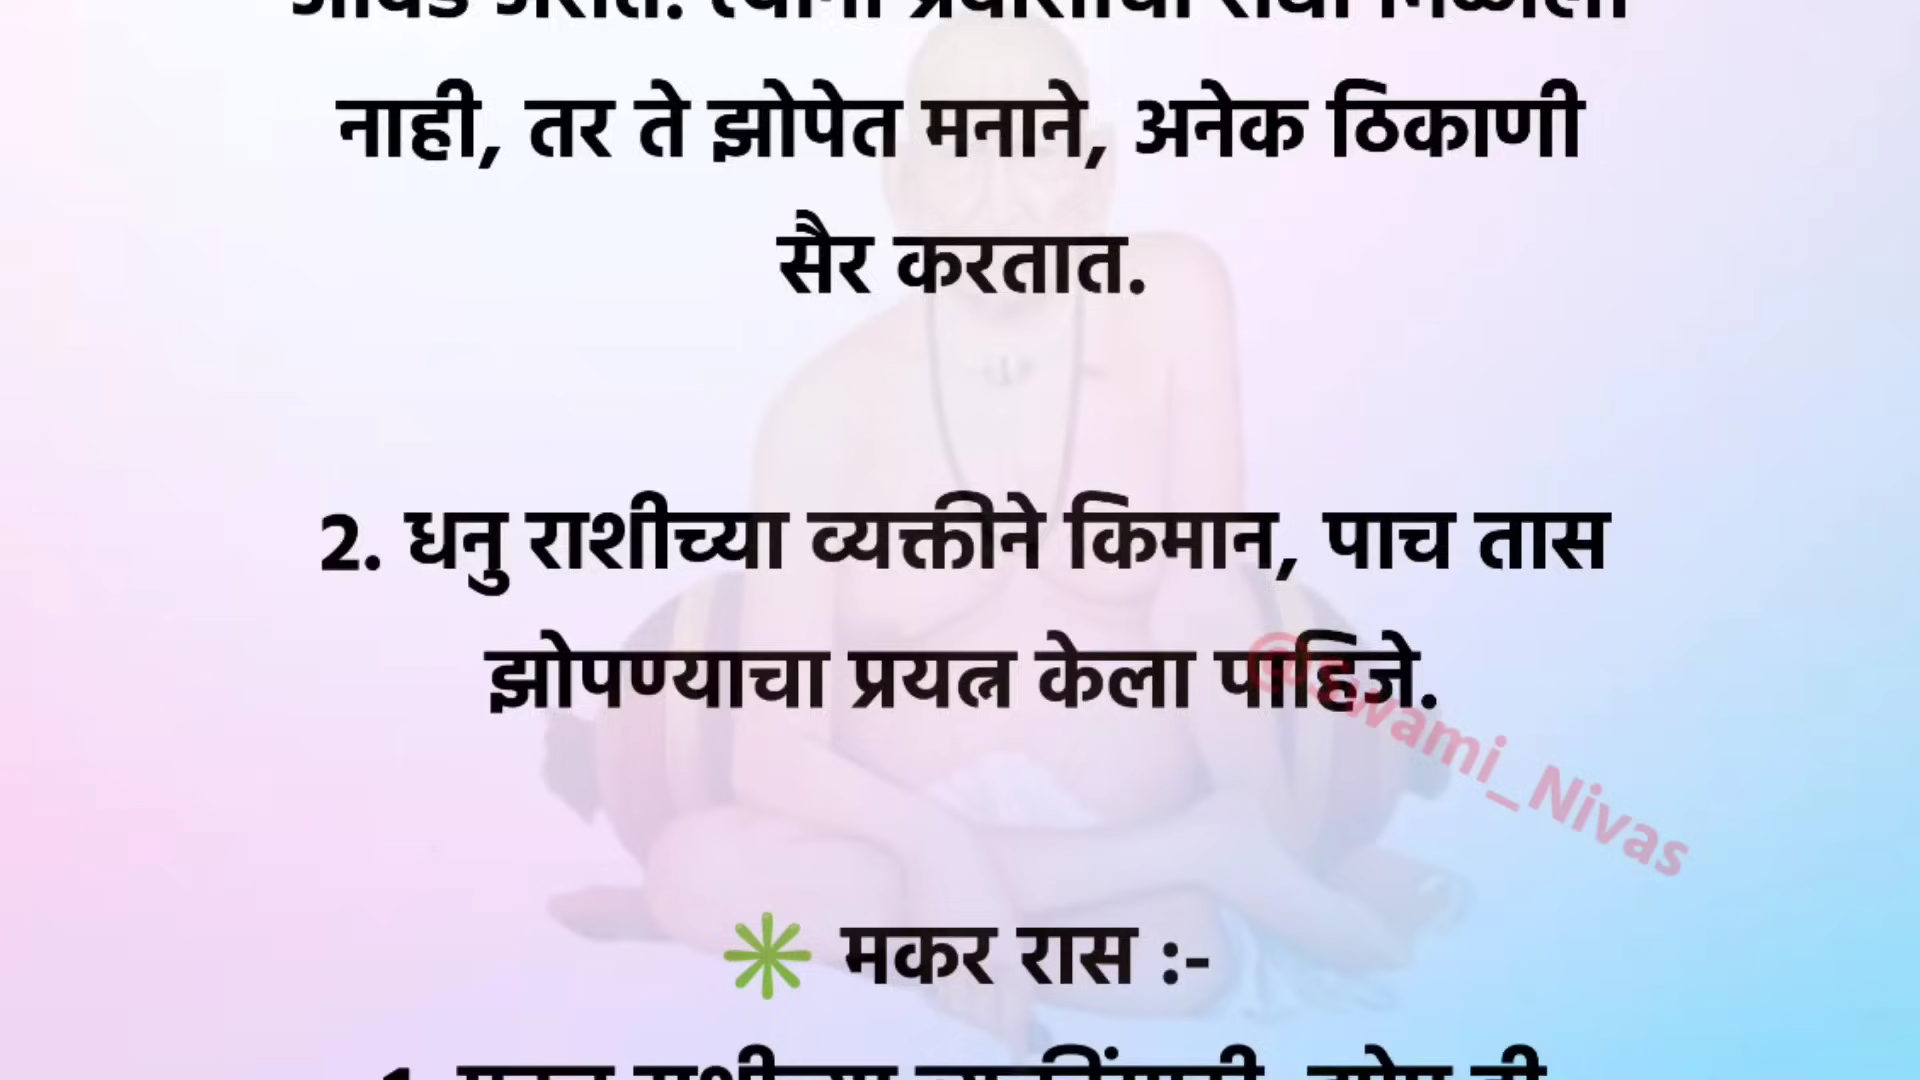 नाही, तर ते झोपेत मनाने, अनेक ठिकाणी
सैर करतात.
2. धनु राशीच्या व्यक्तीने किमान, पाच तास
झोपण्याचा प्रयत्न केला पाहिजे.
@swami_Nivas
✳ मकर रास :-